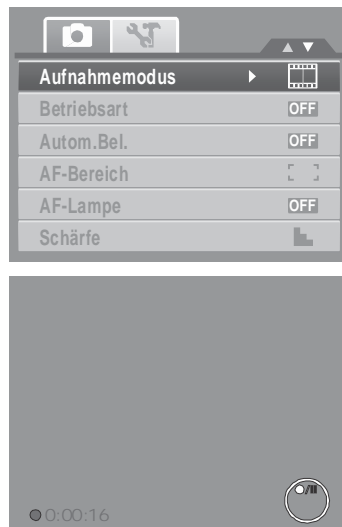 Aufnahmemodus
Betriebsart OFF
Autom.Bel. OFF
AF-Bereich
AF-Lampe OFF
Schärfe
0:00:16